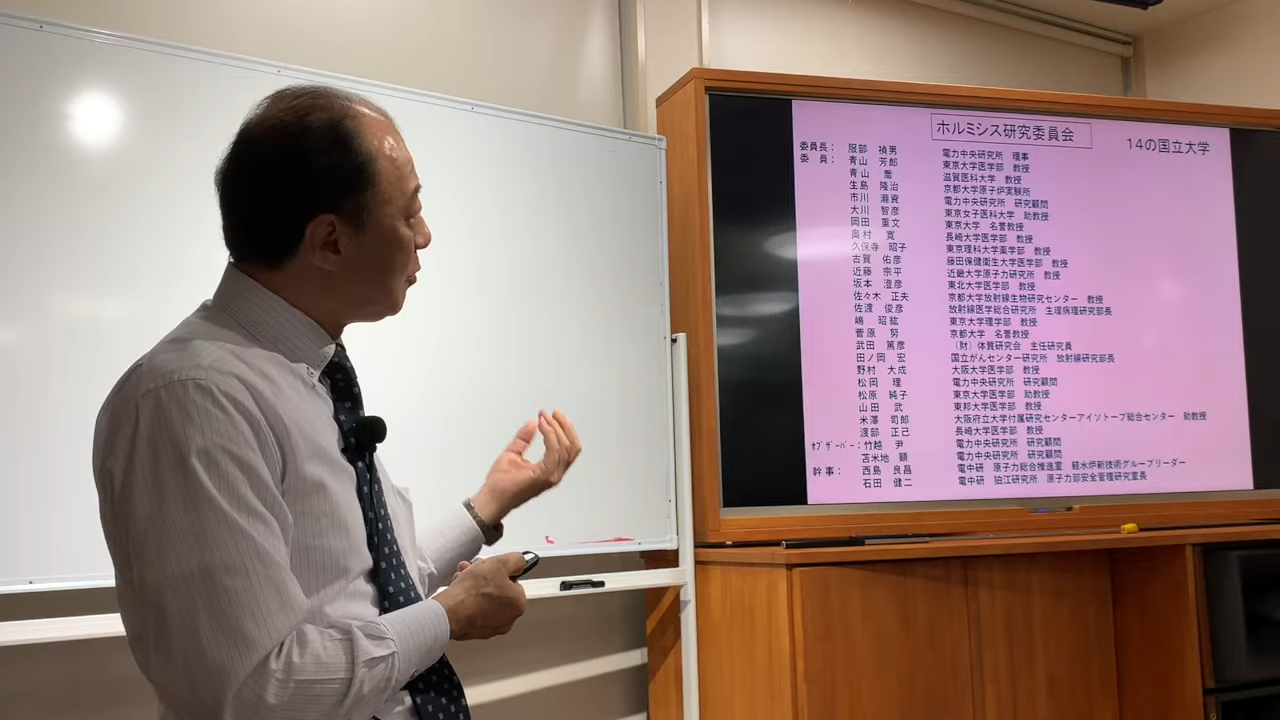 ホルミシス研究委員会
14の国立大学
委員長： 服部 禎男 電力中央研究所 理事
委 員： 青山 芳郎 東京大学医学部 教授
青山 喬 滋賀医科大学 教授
生島 隆治 京都大学原子炉実験所
市川 瀧資 電力中央研究所 研究顧問
大川 智彦 東京女子医科大学 助教授
岡田 重文 東京大学 名誉教授
奥村 寛 長崎大学医学部 教授
久保寺 昭子 東京理科大学薬学部 教授
古賀 佑彦 藤田保健衛生大学医学部 教授
近藤 宗平 近畿大学原子力研究所 教授
坂本 澄彦 東北大学医学部 教授
佐々木 正夫 京都大学放射線生物研究センター 教授
佐渡 俊彦 放射線医学総合研究所 生理病理研究部長
嶋 昭紘 東京大学理学部 教授
菅原 努 京都大学 名誉教授
武田 篤彦 （財）体質研究会 主任研究員
田ノ岡 宏 国立がんセンター研究所 放射線研究部長
野村 大成 大阪大学医学部 教授
松岡 理 電力中央研究所 研究顧問
松原 純子 東京大学医学部 助教授
山田 武 東邦大学医学部 教授
米澤 司郎 大阪府立大学付属研究センターアイソトープ総合センター 助教授
渡部 正己 長崎大学医学部 教授
ｵﾌﾞｻﾞｰﾊﾞｰ：竹越 尹 電力中央研究所 研究顧問
苫米地 顕 電力中央研究所 研究顧問
幹 事： 西島 良昌 電中研 原子力総合推進室 軽水炉新技術グループリーダー
石田 健二 電中研 狛江研究所 原子力部安全管理研究室長